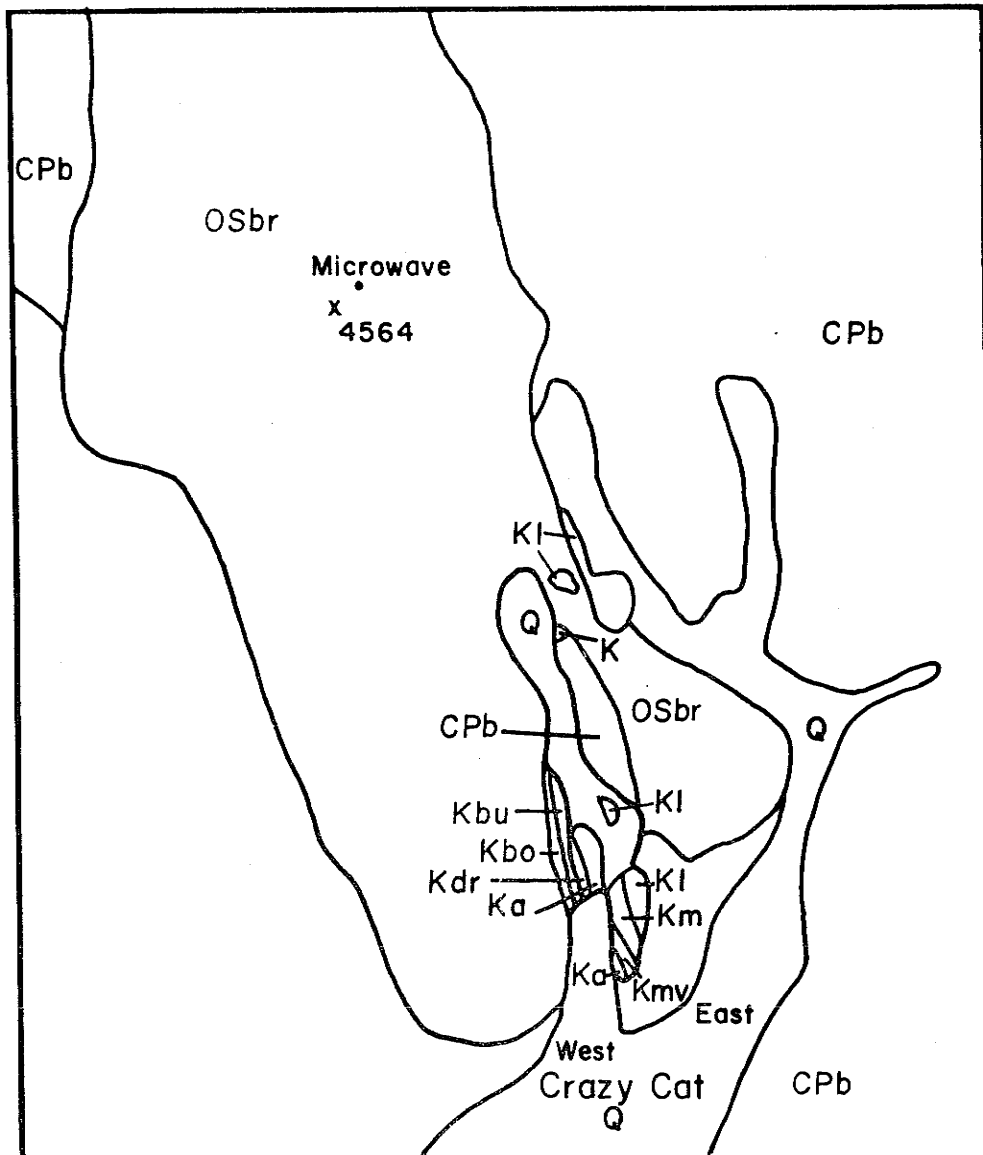 CPb
OSbr
Microwave
x
4564
CPb
Kl
Q
K
OSbr
CPb
Q
Kl
Kbu
Kbo
Kdr
Kl
Ka
Km
Ka
Kmv
East
West
Crazy Cat
CPb
Q